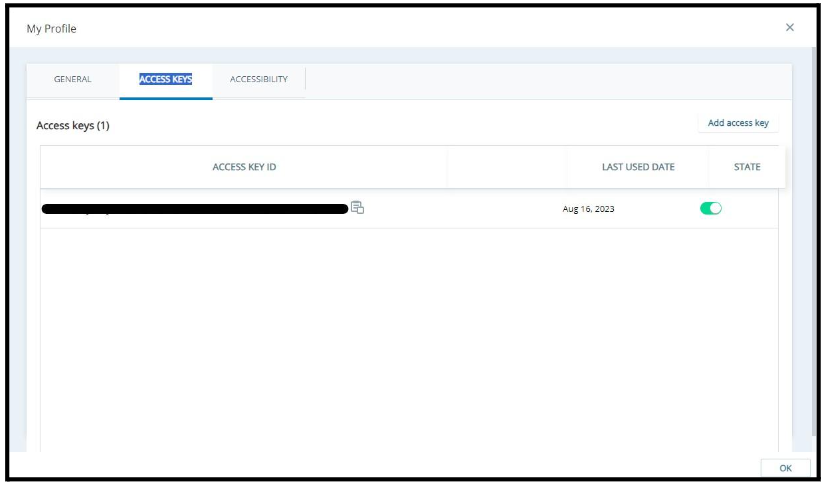 My Profile
GENERAL
ACCESS KEYS
ACCESSIBILITY
Access keys (1)
Add access key
ACCESS KEY ID
LAST USED DATE
STATE
Aug 16, 2023
OK